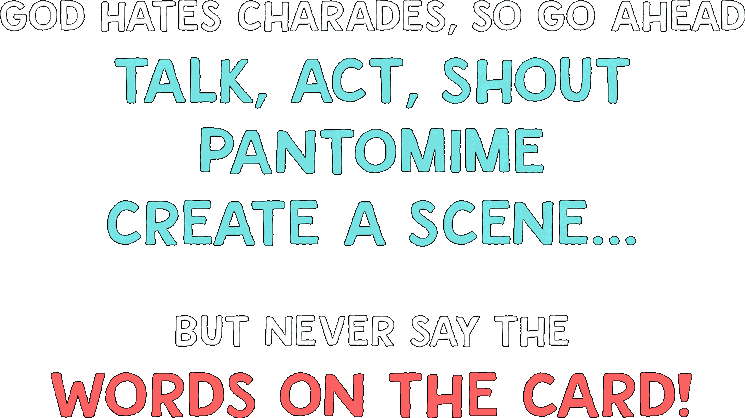 GOD HATES CHARADES, SO GO AHEAD
TALK, ACT, SHOUT
PANTOMIME
CREATE A SCENE...
BUT NEVER SAY THE
WORDS ON THE CARD!